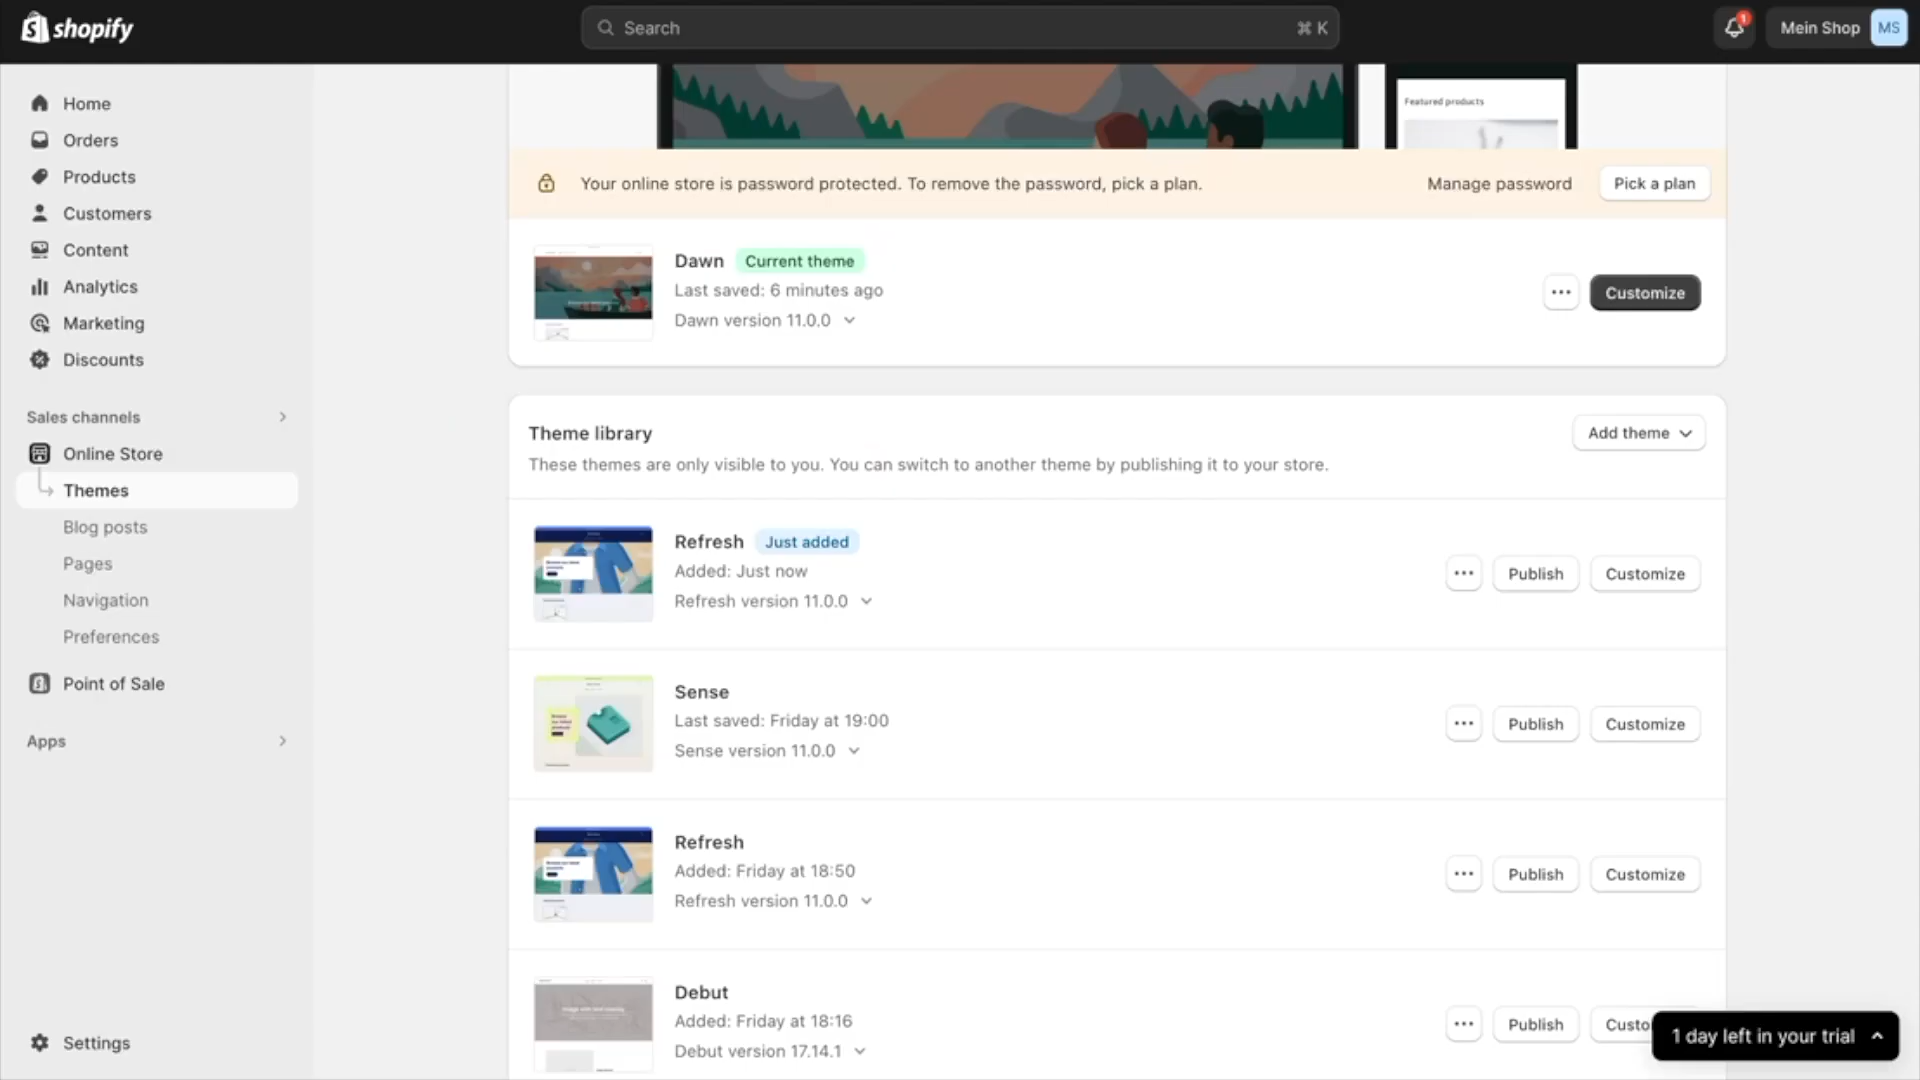 shopify
Search
⌘ K
1
Mein Shop
MS
Home
Orders
Products
Customers
Content
Analytics
Marketing
Discounts
Sales channels
Online Store
Themes
Blog posts
Pages
Navigation
Preferences
Point of Sale
Apps
Settings
Featured products
Your online store is password protected. To remove the password, pick a plan.
Manage password
Pick a plan
Dawn
Current theme
Last saved: 6 minutes ago
Dawn version 11.0.0
Customize
Theme library
Add theme
These themes are only visible to you. You can switch to another theme by publishing it to your store.
Refresh
Just added
Added: Just now
Refresh version 11.0.0
Publish
Customize
Sense
Last saved: Friday at 19:00
Sense version 11.0.0
Publish
Customize
Refresh
Added: Friday at 18:50
Refresh version 11.0.0
Publish
Customize
Debut
Added: Friday at 18:16
Debut version 17.14.1
Publish
Custo
1 day left in your trial